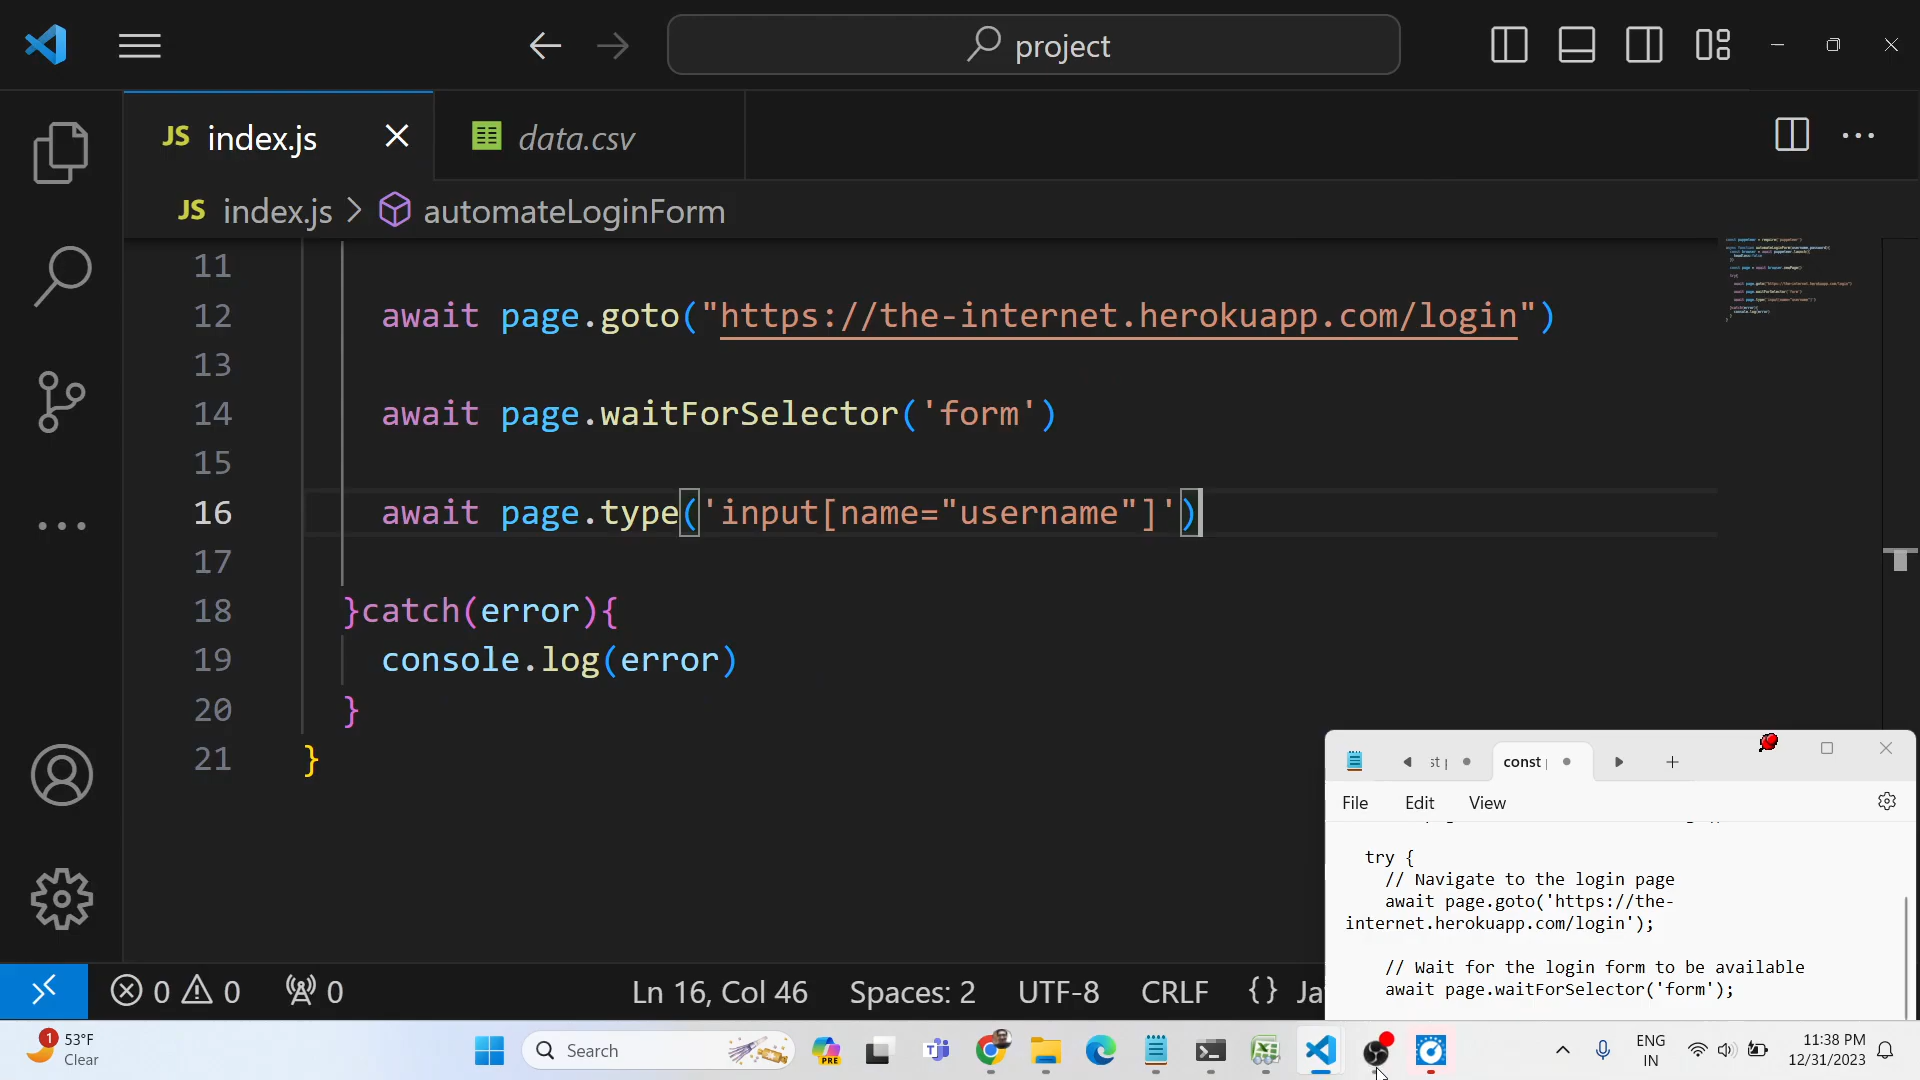 project
JS index.js
data.csv
JS index.js > automateLoginForm
11
12 await page.goto("https://the-internet.herokuapp.com/login")
13
14 await page.waitForSelector('form')
15
16 await page.type('input[name="username"]')
17
18 }catch(error){
19 console.log(error)
20 }
21 }
const
File Edit View
try {
// Navigate to the login page
await page.goto('https://the-
internet.herokuapp.com/login');
// Wait for the login form to be available
await page.waitForSelector('form');
0 0 0 Ln 16, Col 46 Spaces: 2 UTF-8 CRLF {} Ja
1 53°F
Clear
Search
PRE
ENG
IN
11:38 PM
12/31/2023